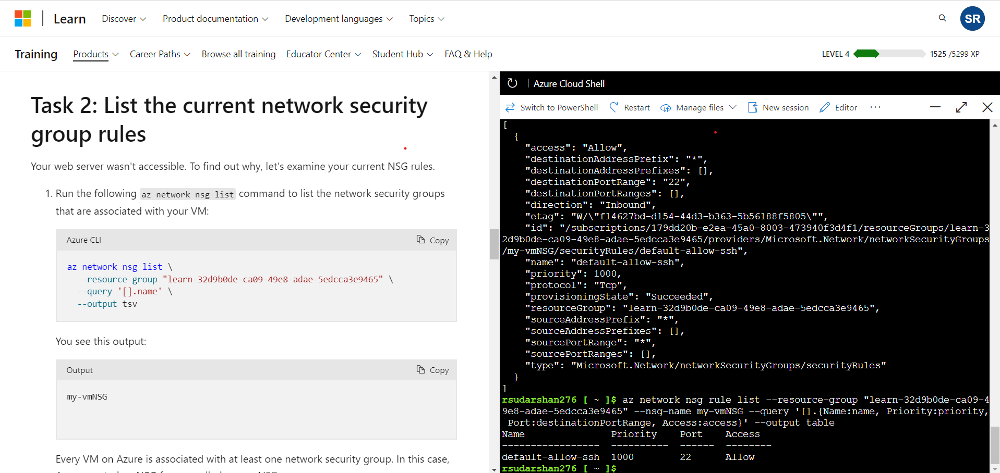 Learn Discover Product documentation Development languages Topics SR
Training Products Career Paths Browse all training Educator Center Student Hub FAQ & Help LEVEL 4 1525 /5299 XP
Task 2: List the current network security
group rules
Your web server wasn't accessible. To find out why, let's examine your current NSG rules.
1. Run the following az network nsg list command to list the network security groups
that are associated with your VM:
Azure CLI Copy
az network nsg list \
--resource-group "learn-32d9b0de-ca09-49e8-adae-5edcca3e9465" \
--query '[].name' \
--output tsv
You see this output:
Output Copy
my-vmNSG
Every VM on Azure is associated with at least one network security group. In this case,
Azure Cloud Shell
Switch to PowerShell Restart Manage files New session Editor ...
[
{
"access": "Allow",
"destinationAddressPrefix": "*",
"destinationAddressPrefixes": [],
"destinationPortRange": "22",
"destinationPortRanges": [],
"direction": "Inbound",
"etag": "W/\"f14627bd-d154-44d3-b363-5b56188f5805\"",
"id": "/subscriptions/179dd20b-e2ea-45a0-8003-473940f3d4f1/resourceGroups/learn-3
2d9b0de-ca09-49e8-adae-5edcca3e9465/providers/Microsoft.Network/networkSecurityGroups
/my-vmNSG/securityRules/default-allow-ssh",
"name": "default-allow-ssh",
"priority": 1000,
"protocol": "Tcp",
"provisioningState": "Succeeded",
"resourceGroup": "learn-32d9b0de-ca09-49e8-adae-5edcca3e9465",
"sourceAddressPrefix": "*",
"sourceAddressPrefixes": [],
"sourcePortRange": "*",
"sourcePortRanges": [],
"type": "Microsoft.Network/networkSecurityGroups/securityRules"
}
]
rsudarshan276 [ ~ ]$ az network nsg rule list --resource-group "learn-32d9b0de-ca09-4
9e8-adae-5edcca3e9465" --nsg-name my-vmNSG --query '[].{Name:name, Priority:priority,
Port:destinationPortRange, Access:access}' --output table
Name Priority Port Access
----------------- ---------- ------ --------
default-allow-ssh 1000 22 Allow
rsudarshan276 [ ~ ]$